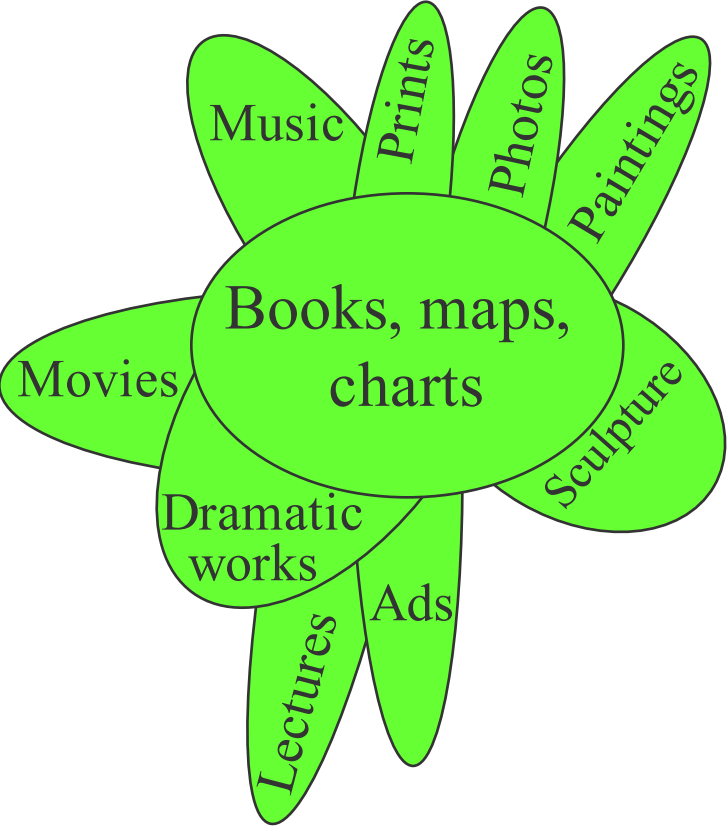 Music
Prints
Photos
Paintings
Books, maps,
charts
Movies
Sculpture
Dramatic
works
Ads
Lectures